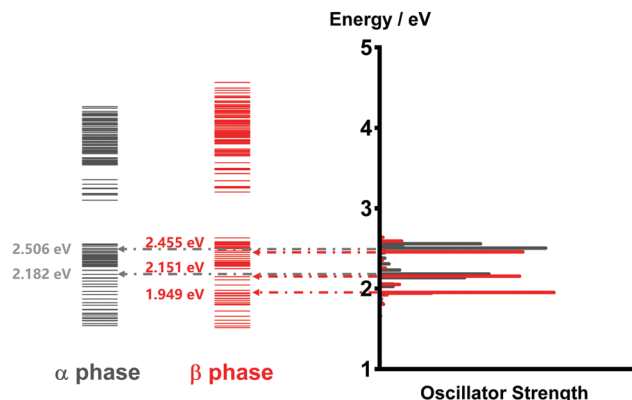 Energy / eV
5
4
3
2
1
2.506 eV
2.182 eV
2.455 eV
2.151 eV
1.949 eV
α phase
β phase
Oscillator Strength